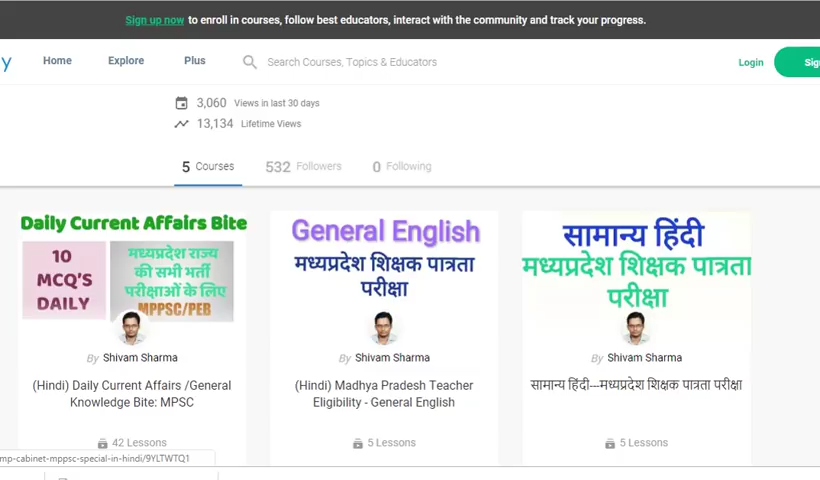 Sign up now to enroll in courses, follow best educators, interact with the community and track your progress.
y Home Explore Plus Search Courses, Topics & Educators Login Sig
3,060 Views in last 30 days
13,134 Lifetime Views
5 Courses 532 Followers 0 Following
Daily Current Affairs Bite
10
MCQ'S
DAILY
मध्यप्रदेश राज्य
की सभी भर्ती
परीक्षाओं के लिए
MPPSC/PEB
By Shivam Sharma
(Hindi) Daily Current Affairs /General
Knowledge Bite: MPSC
42 Lessons
General English
मध्यप्रदेश शिक्षक पात्रता
परीक्षा
By Shivam Sharma
(Hindi) Madhya Pradesh Teacher
Eligibility - General English
5 Lessons
सामान्य हिंदी
मध्यप्रदेश शिक्षक पात्रता
परीक्षा
By Shivam Sharma
सामान्य हिंदी---मध्यप्रदेश शिक्षक पात्रता परीक्षा
5 Lessons
mp-cabinet-mppsc-special-in-hindi/9YLTWTQ1